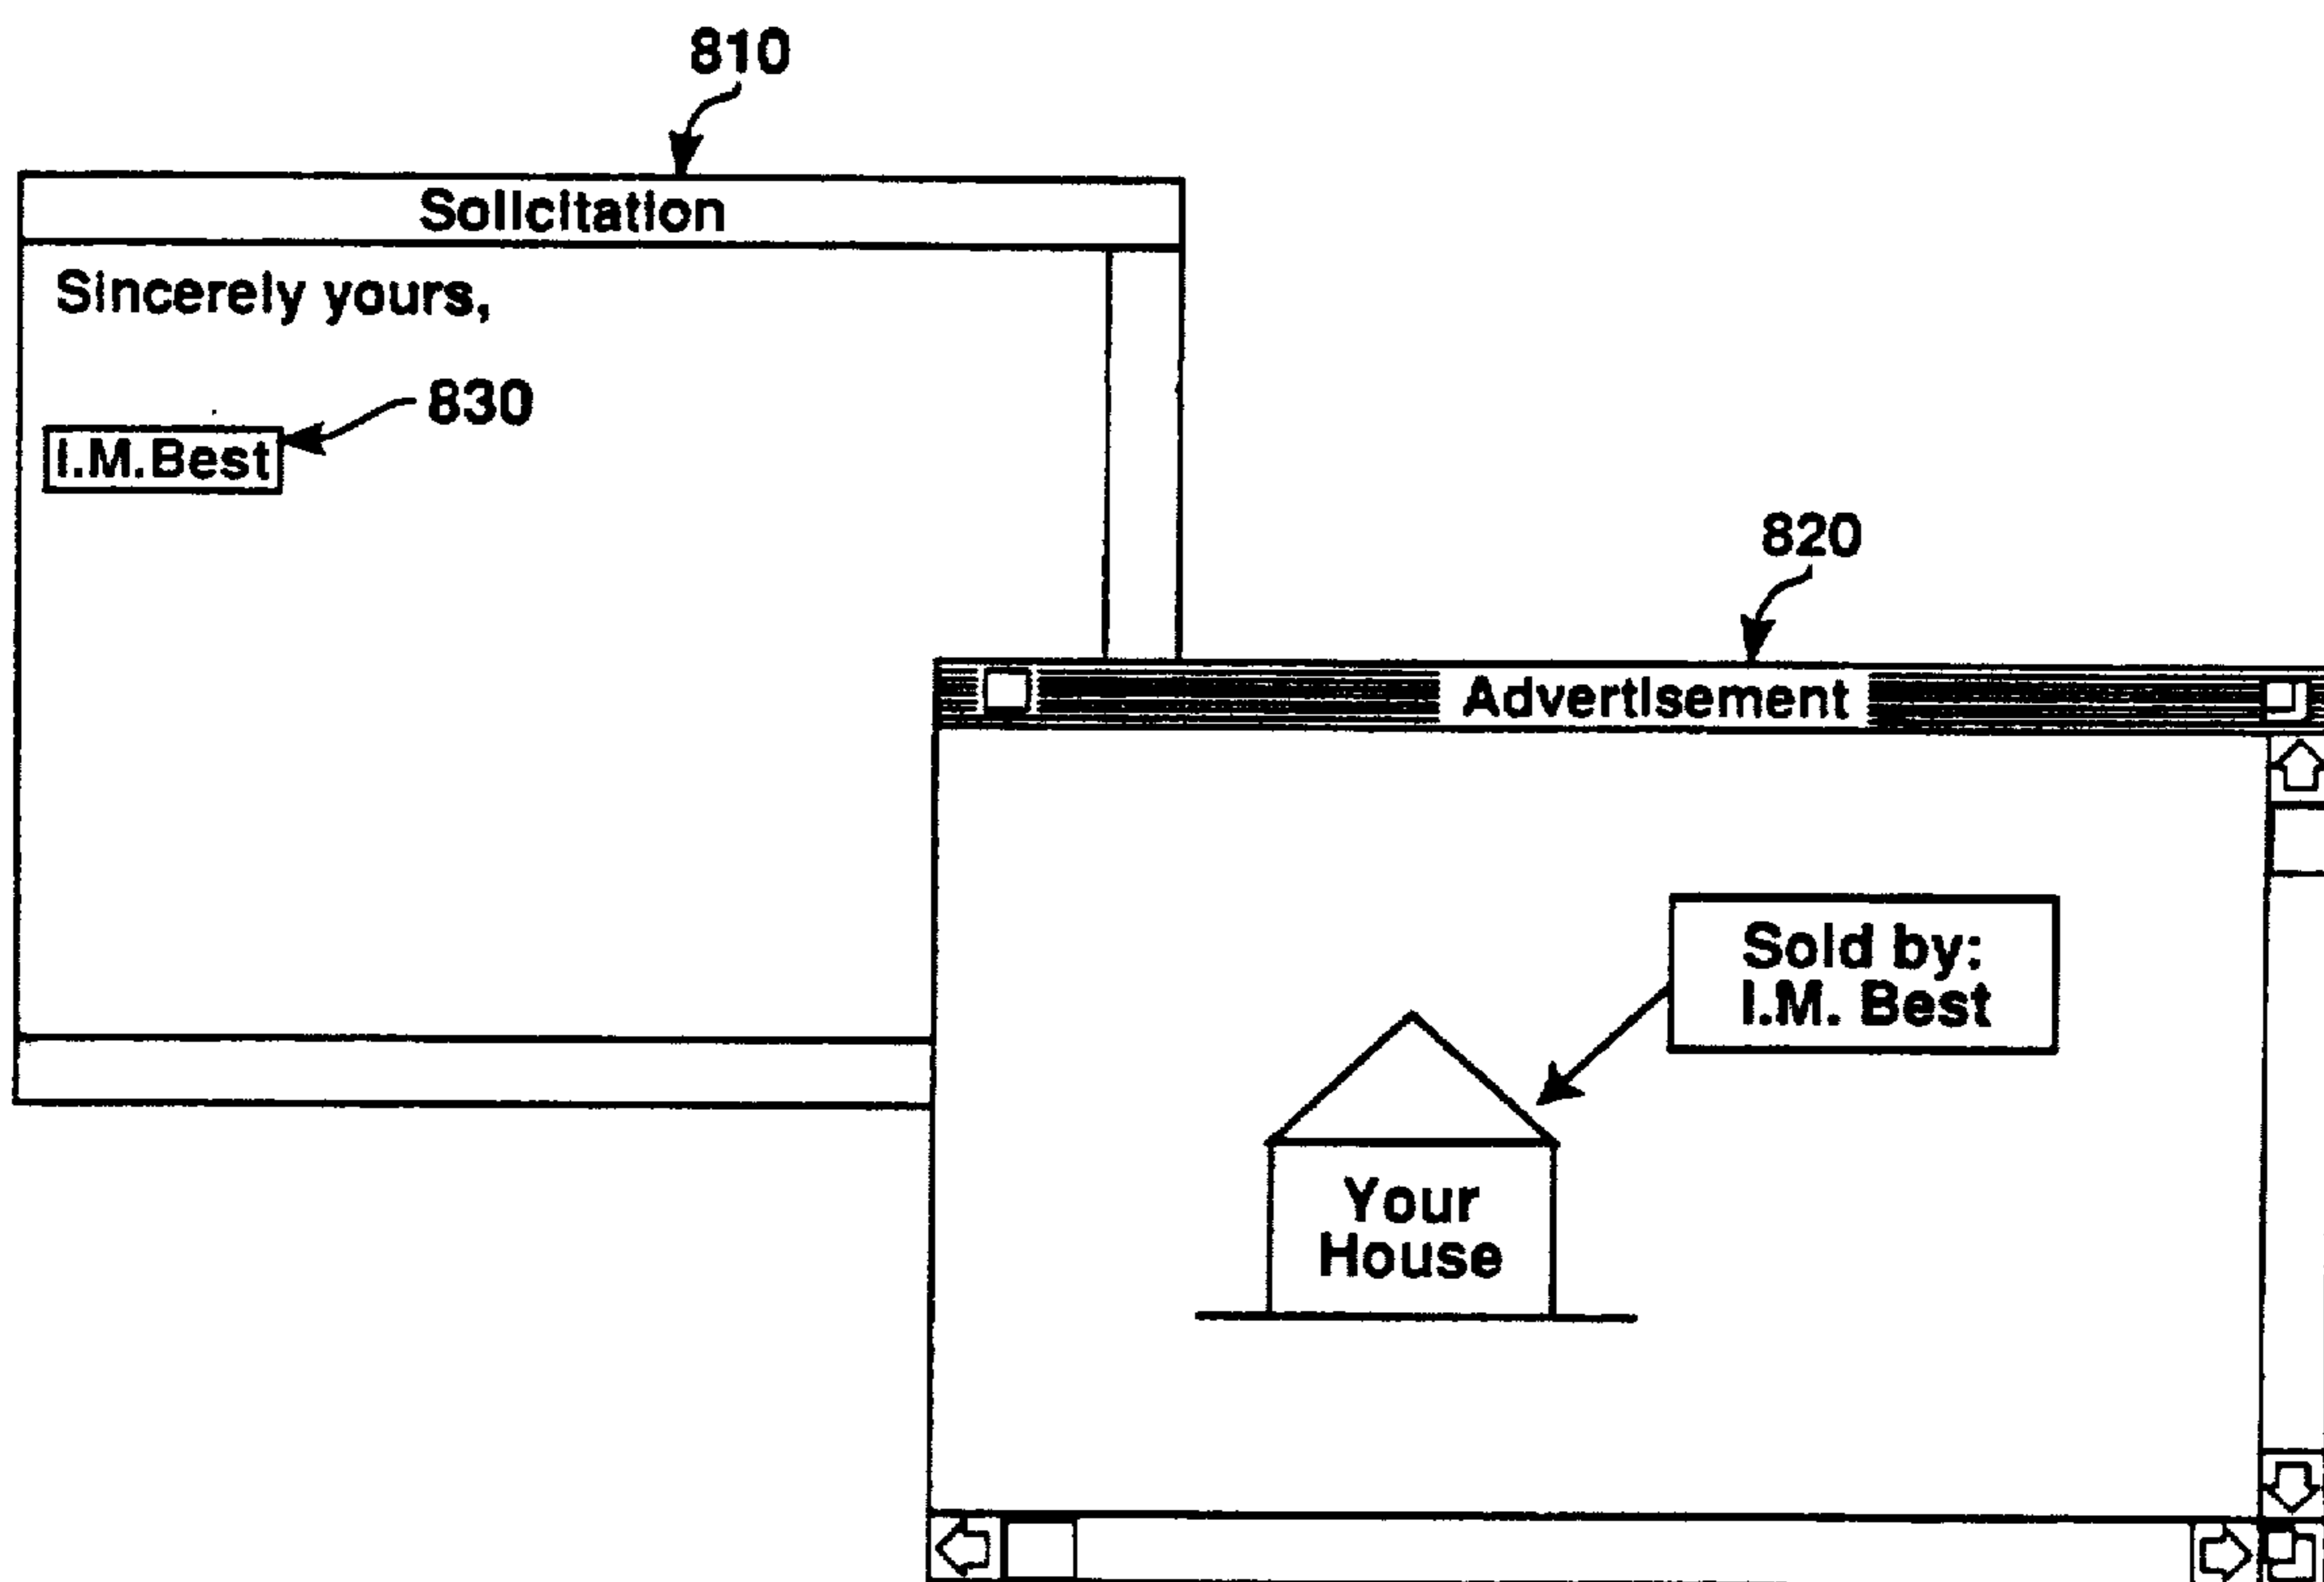 810
Solicitation
Sincerely yours,
830
I.M.Best
820
Advertisement
Sold by:
I.M. Best
Your
House